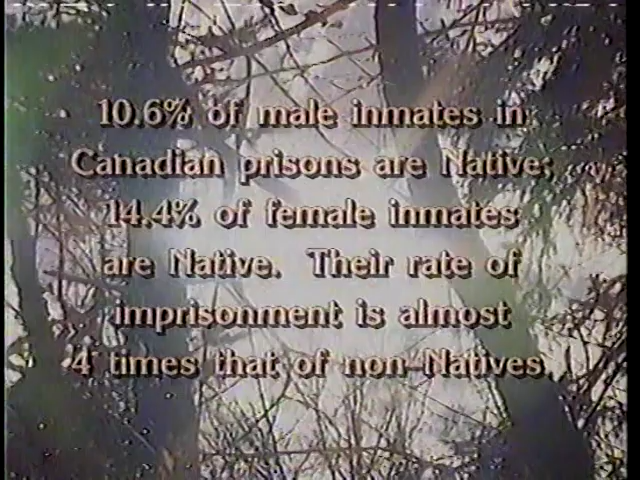 10.6% of male inmates in
Canadian prisons are Native;
14.4% of female inmates
are Native. Their rate of
imprisonment is almost
4 times that of non-Natives.